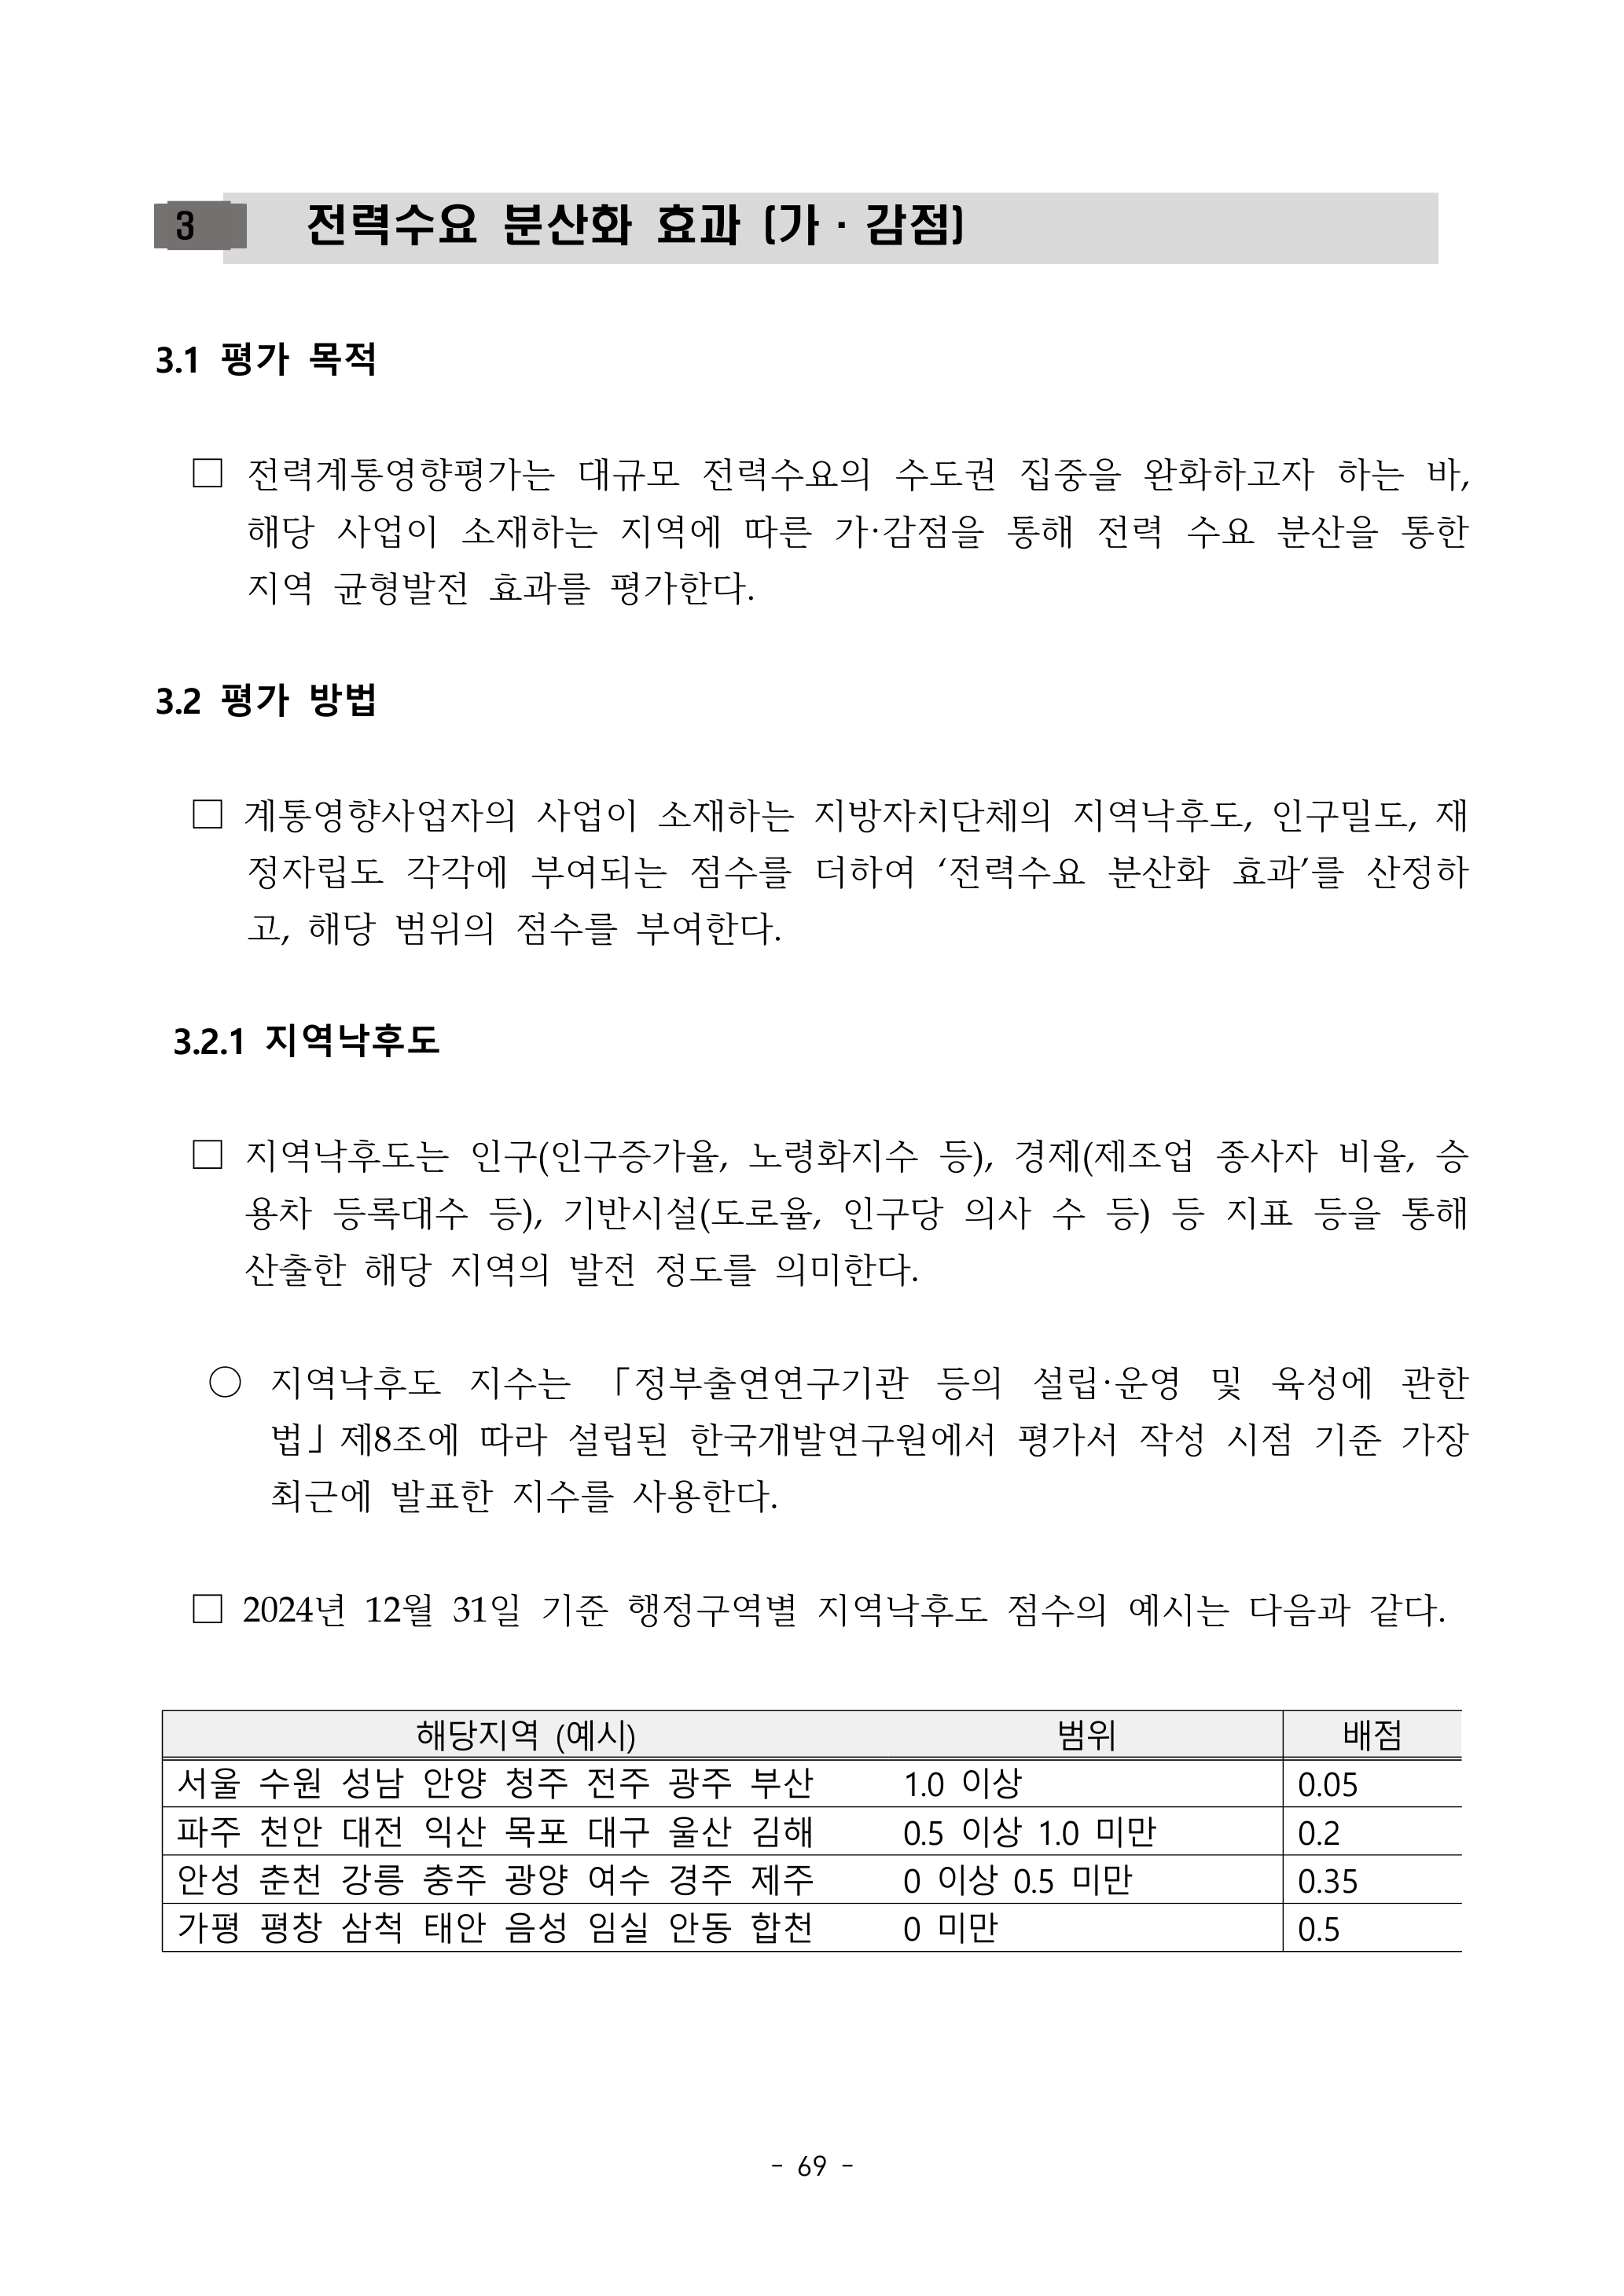 3 전력수요 분산화 효과 (가 · 감점)
3.1 평가 목적
□ 전력계통영향평가는 대규모 전력수요의 수도권 집중을 완화하고자 하는 바,
해당 사업이 소재하는 지역에 따른 가·감점을 통해 전력 수요 분산을 통한
지역 균형발전 효과를 평가한다.
3.2 평가 방법
□ 계통영향사업자의 사업이 소재하는 지방자치단체의 지역낙후도, 인구밀도, 재
정자립도 각각에 부여되는 점수를 더하여 ‘전력수요 분산화 효과’를 산정하
고, 해당 범위의 점수를 부여한다.
3.2.1 지역낙후도
□ 지역낙후도는 인구(인구증가율, 노령화지수 등), 경제(제조업 종사자 비율, 승
용차 등록대수 등), 기반시설(도로율, 인구당 의사 수 등) 등 지표 등을 통해
산출한 해당 지역의 발전 정도를 의미한다.
○ 지역낙후도 지수는 「정부출연연구기관 등의 설립·운영 및 육성에 관한
법」제8조에 따라 설립된 한국개발연구원에서 평가서 작성 시점 기준 가장
최근에 발표한 지수를 사용한다.
□ 2024년 12월 31일 기준 행정구역별 지역낙후도 점수의 예시는 다음과 같다.
해당지역 (예시) 범위 배점
서울 수원 성남 안양 청주 전주 광주 부산 1.0 이상 0.05
파주 천안 대전 익산 목포 대구 울산 김해 0.5 이상 1.0 미만 0.2
안성 춘천 강릉 충주 광양 여수 경주 제주 0 이상 0.5 미만 0.35
가평 평창 삼척 태안 음성 임실 안동 합천 0 미만 0.5
- 69 -